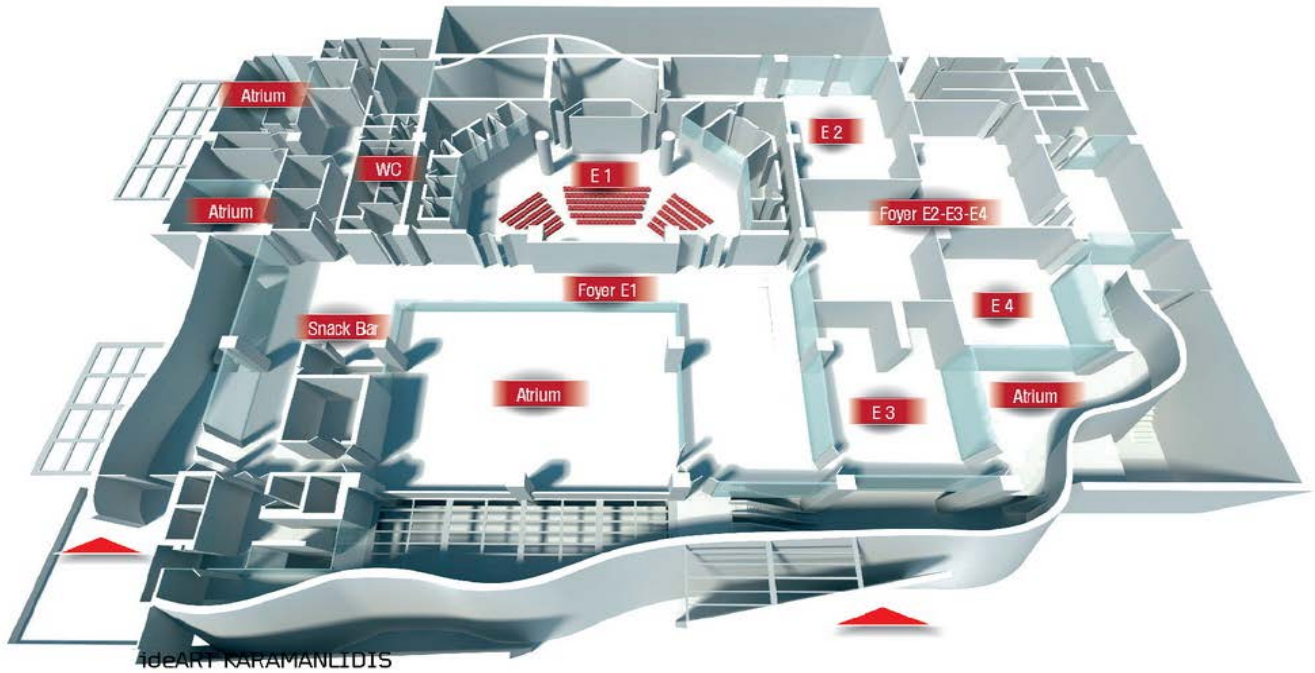 Atrium
E 2
WC
E 1
Atrium
Foyer E2-E3-E4
Foyer E1
E 4
Snack Bar
Atrium
Atrium
E 3
ideART KARAMANLIDIS